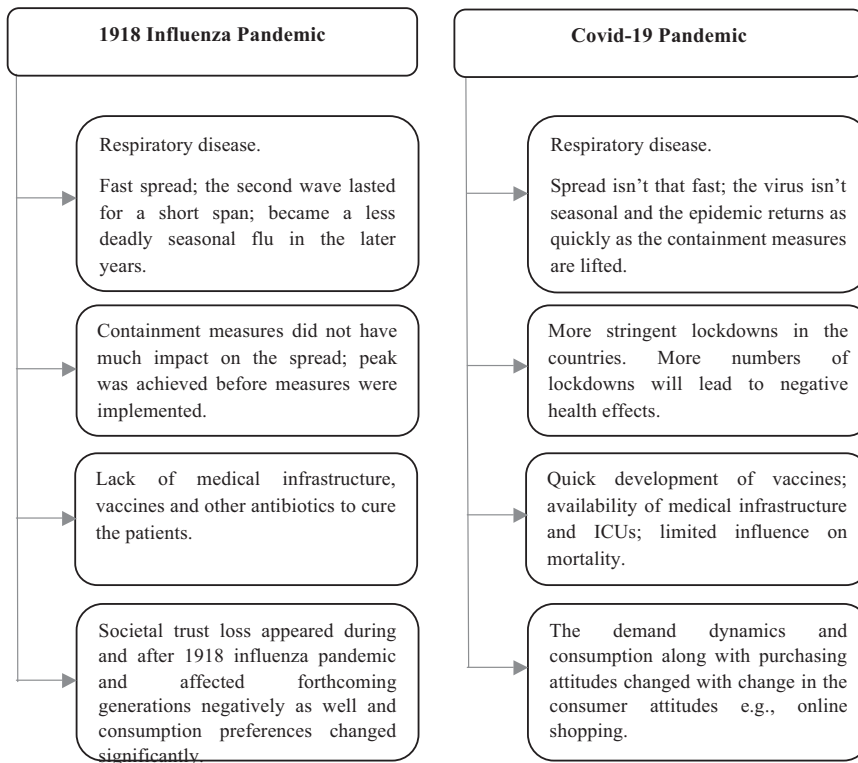 1918 Influenza Pandemic
Respiratory disease.
Fast spread; the second wave lasted
for a short span; became a less
deadly seasonal flu in the later
years.
Containment measures did not have
much impact on the spread; peak
was achieved before measures were
implemented.
Lack of medical infrastructure,
vaccines and other antibiotics to cure
the patients.
Societal trust loss appeared during
and after 1918 influenza pandemic
and affected forthcoming
generations negatively as well and
consumption preferences changed
significantly.
Covid-19 Pandemic
Respiratory disease.
Spread isn’t that fast; the virus isn’t
seasonal and the epidemic returns as
quickly as the containment measures
are lifted.
More stringent lockdowns in the
countries. More numbers of
lockdowns will lead to negative
health effects.
Quick development of vaccines;
availability of medical infrastructure
and ICUs; limited influence on
mortality.
The demand dynamics and
consumption along with purchasing
attitudes changed with change in the
consumer attitudes e.g., online
shopping.